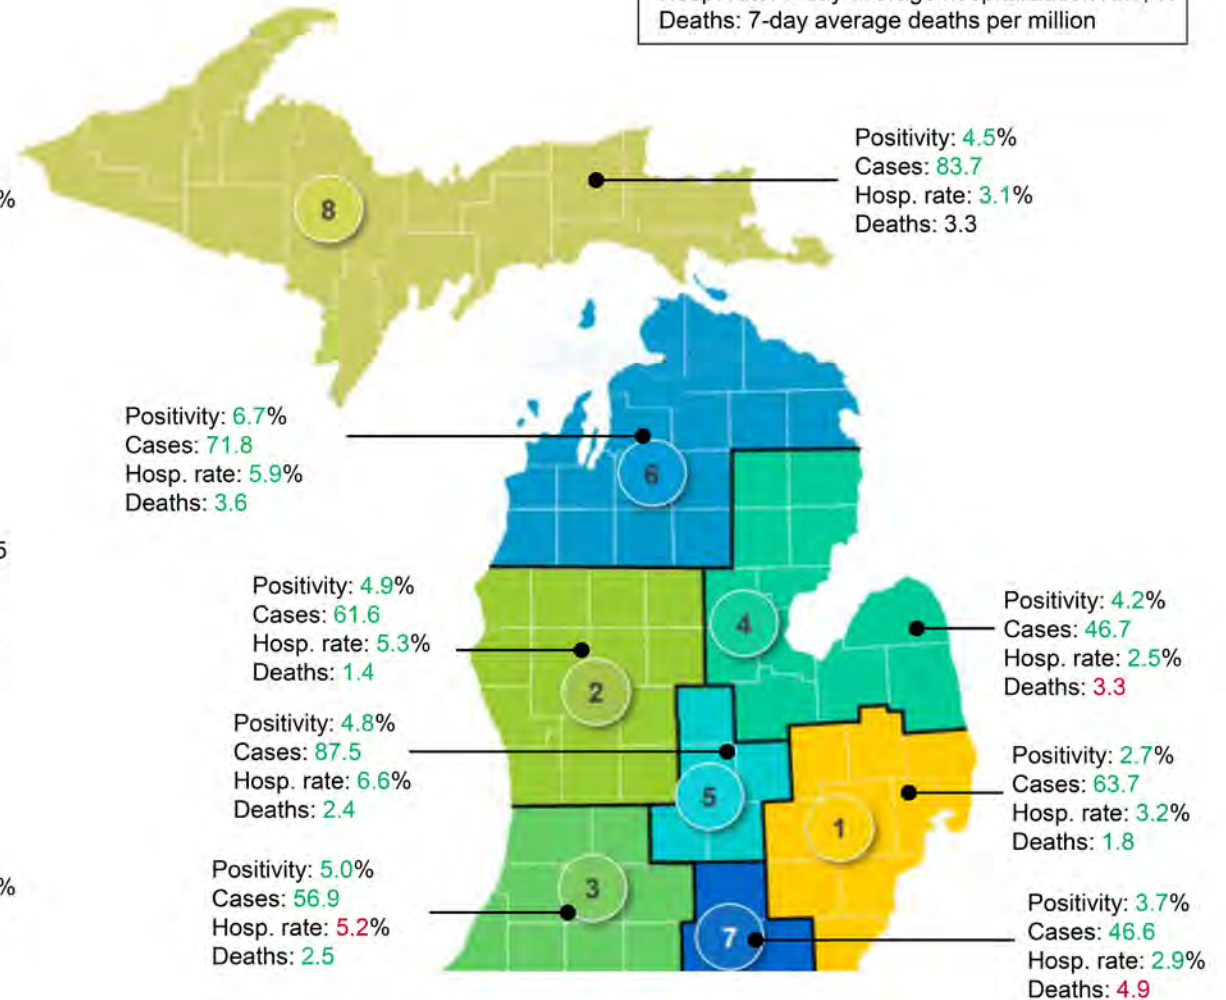 Deaths: 7-day average deaths per million
Positivity: 4.5%
Cases: 83.7
Hosp. rate: 3.1%
Deaths: 3.3
%
8
Positivity: 6.7%
Cases: 71.8
Hosp. rate: 5.9%
Deaths: 3.6
6
5
Positivity: 4.9%
Cases: 61.6
Hosp. rate: 5.3%
Deaths: 1.4
2
4
Positivity: 4.2%
Cases: 46.7
Hosp. rate: 2.5%
Deaths: 3.3
Positivity: 4.8%
Cases: 87.5
Hosp. rate: 6.6%
Deaths: 2.4
5
1
Positivity: 2.7%
Cases: 63.7
Hosp. rate: 3.2%
Deaths: 1.8
%
Positivity: 5.0%
Cases: 56.9
Hosp. rate: 5.2%
Deaths: 2.5
3
7
Positivity: 3.7%
Cases: 46.6
Hosp. rate: 2.9%
Deaths: 4.9